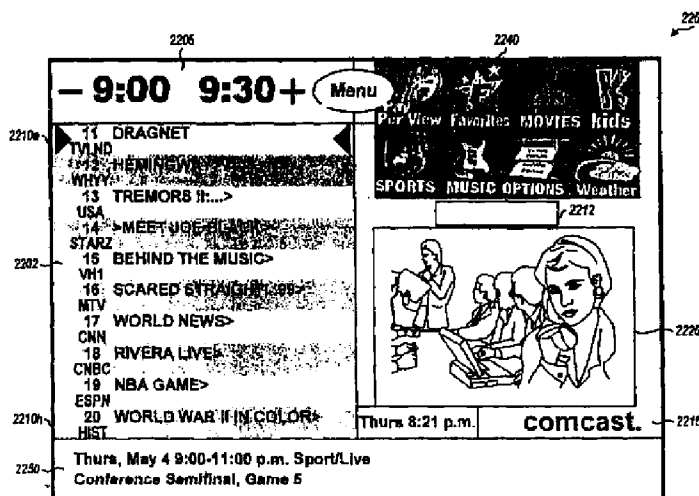 220
2205
2240
− 9:00 9:30+ Menu
Per View Favorites MOVIES kids
SPORTS MUSIC OPTIONS Weather
2210a
11 DRAGNET
TVLND
12
WHYY
13 TREMORS II:...>
USA
14 >MEET JOE BLACK>
STARZ
2202
15 BEHIND THE MUSIC>
VH1
16 SCARED STRAIGHT
MTV
17 WORLD NEWS>
CNN
18 RIVERA LIVE>
CNBC
19 NBA GAME>
ESPN
2210h
20 WORLD WAR II IN COLOR>
HIST
2212
2220
Thurs 8:21 p.m.
comcast.
2215
2250
Thurs, May 4 9:00-11:00 p.m. Sport/Live
Conference Semifinal, Game 5